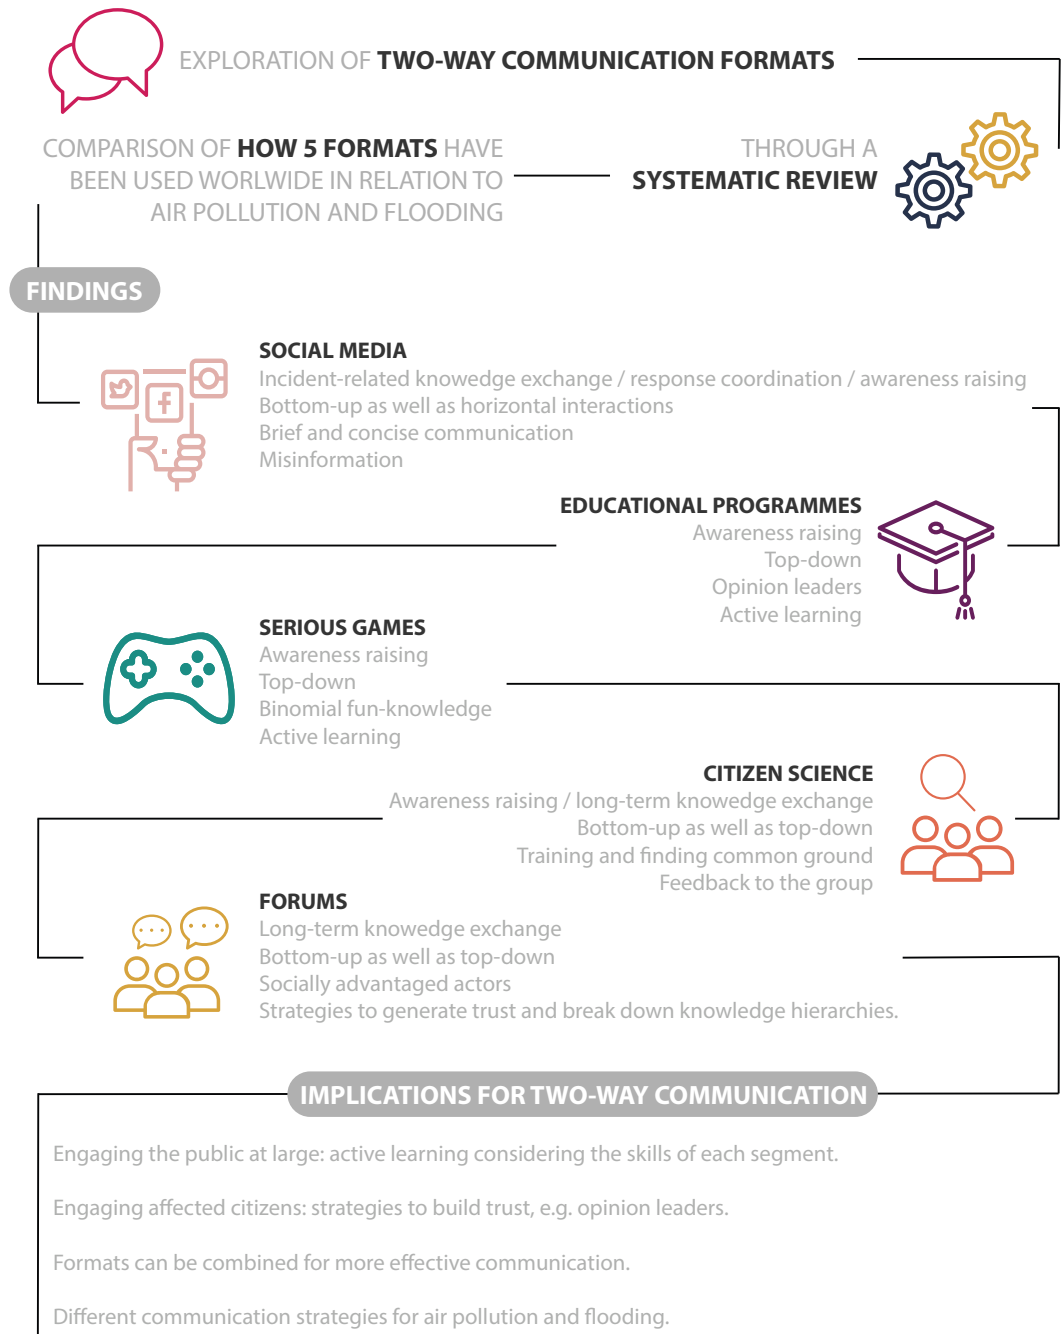 EXPLORATION OF TWO-WAY COMMUNICATION FORMATS
THROUGH A
SYSTEMATIC REVIEW
COMPARISON OF HOW 5 FORMATS HAVE
BEEN USED WORLWIDE IN RELATION TO
AIR POLLUTION AND FLOODING
FINDINGS
SOCIAL MEDIA
Incident-related knowedge exchange / response coordination / awareness raising
Bottom-up as well as horizontal interactions
Brief and concise communication
Misinformation
EDUCATIONAL PROGRAMMES
Awareness raising
Top-down
Opinion leaders
Active learning
SERIOUS GAMES
Awareness raising
Top-down
Binomial fun-knowledge
Active learning
CITIZEN SCIENCE
Awareness raising / long-term knowedge exchange
Bottom-up as well as top-down
Training and finding common ground
Feedback to the group
FORUMS
Long-term knowedge exchange
Bottom-up as well as top-down
Socially advantaged actors
Strategies to generate trust and break down knowledge hierarchies.
IMPLICATIONS FOR TWO-WAY COMMUNICATION
Engaging the public at large: active learning considering the skills of each segment.
Engaging affected citizens: strategies to build trust, e.g. opinion leaders.
Formats can be combined for more effective communication.
Different communication strategies for air pollution and flooding.